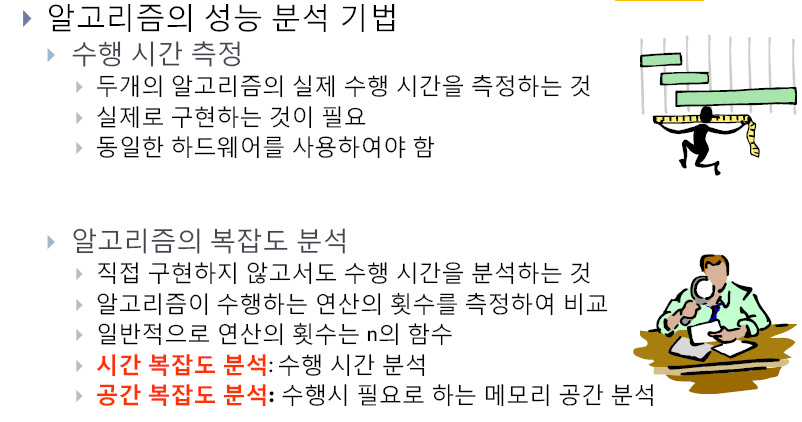 알고리즘의 성능 분석 기법
수행 시간 측정
두개의 알고리즘의 실제 수행 시간을 측정하는 것
실제로 구현하는 것이 필요
동일한 하드웨어를 사용하여야 함
알고리즘의 복잡도 분석
직접 구현하지 않고서도 수행 시간을 분석하는 것
알고리즘이 수행하는 연산의 횟수를 측정하여 비교
일반적으로 연산의 횟수는 n의 함수
시간 복잡도 분석: 수행 시간 분석
공간 복잡도 분석: 수행시 필요로 하는 메모리 공간 분석